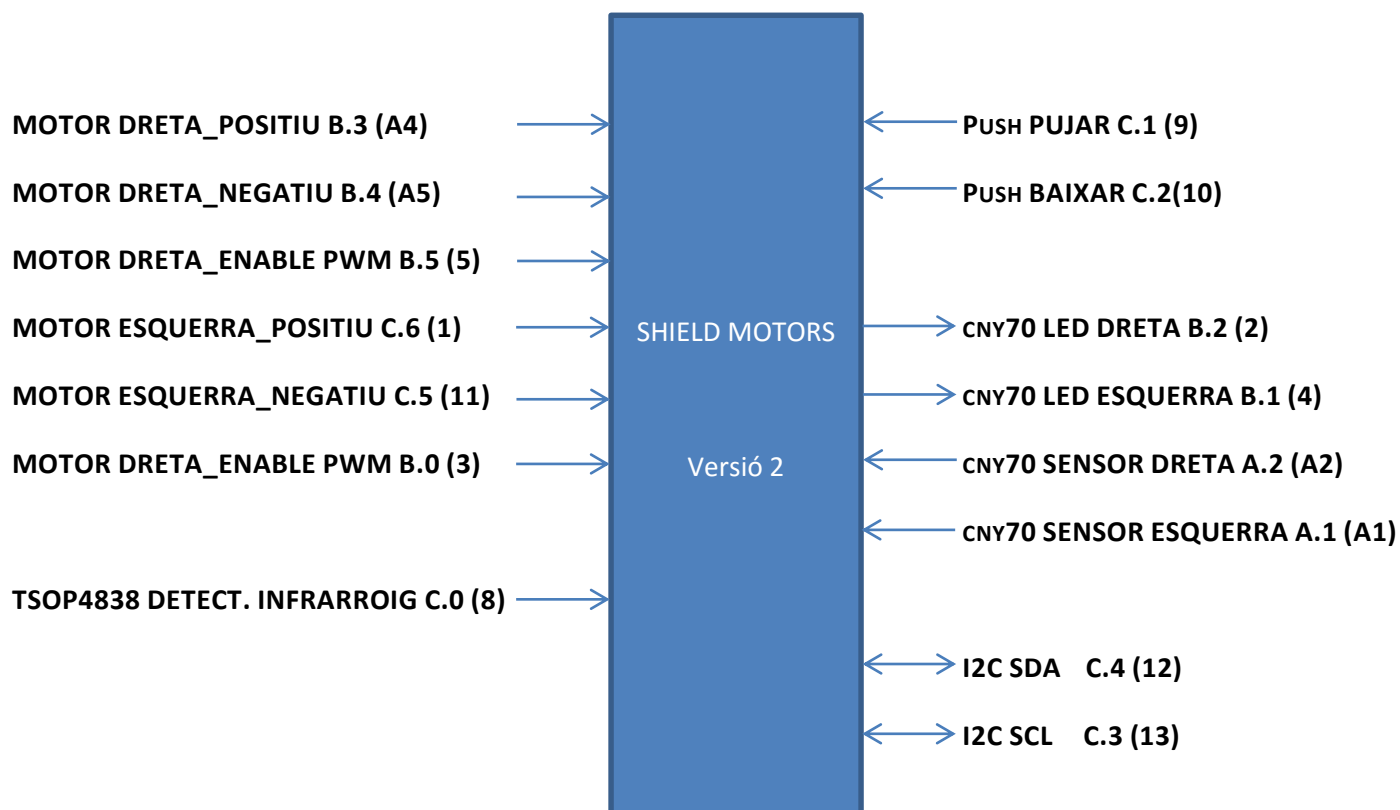 MOTOR DRETA_POSITIU B.3 (A4)
MOTOR DRETA_NEGATIU B.4 (A5)
MOTOR DRETA_ENABLE PWM B.5 (5)
MOTOR ESQUERRA_POSITIU C.6 (1)
MOTOR ESQUERRA_NEGATIU C.5 (11)
MOTOR DRETA_ENABLE PWM B.0 (3)
TSOP4838 DETECT. INFRARROIG C.0 (8)
SHIELD MOTORS
Versió 2
PUSH PUJAR C.1 (9)
PUSH BAIXAR C.2(10)
CNY70 LED DRETA B.2 (2)
CNY70 LED ESQUERRA B.1 (4)
CNY70 SENSOR DRETA A.2 (A2)
CNY70 SENSOR ESQUERRA A.1 (A1)
I2C SDA C.4 (12)
I2C SCL C.3 (13)